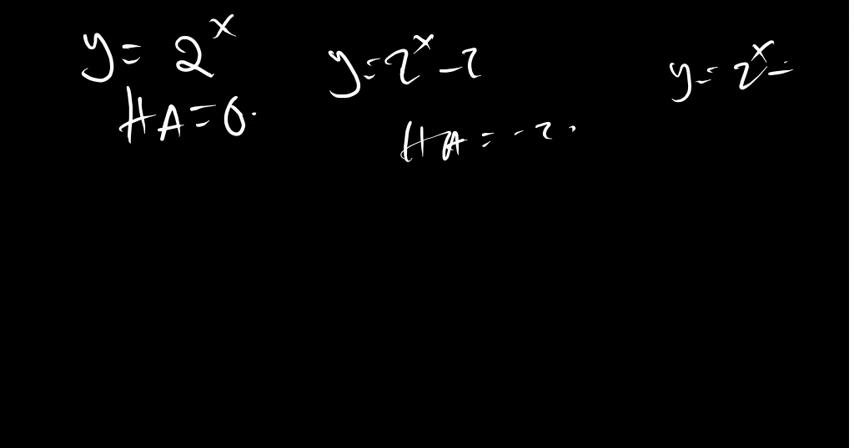 y = 2^x
HA = 0.
y = 2^x - 2
HA = -2.
y = 2^x -